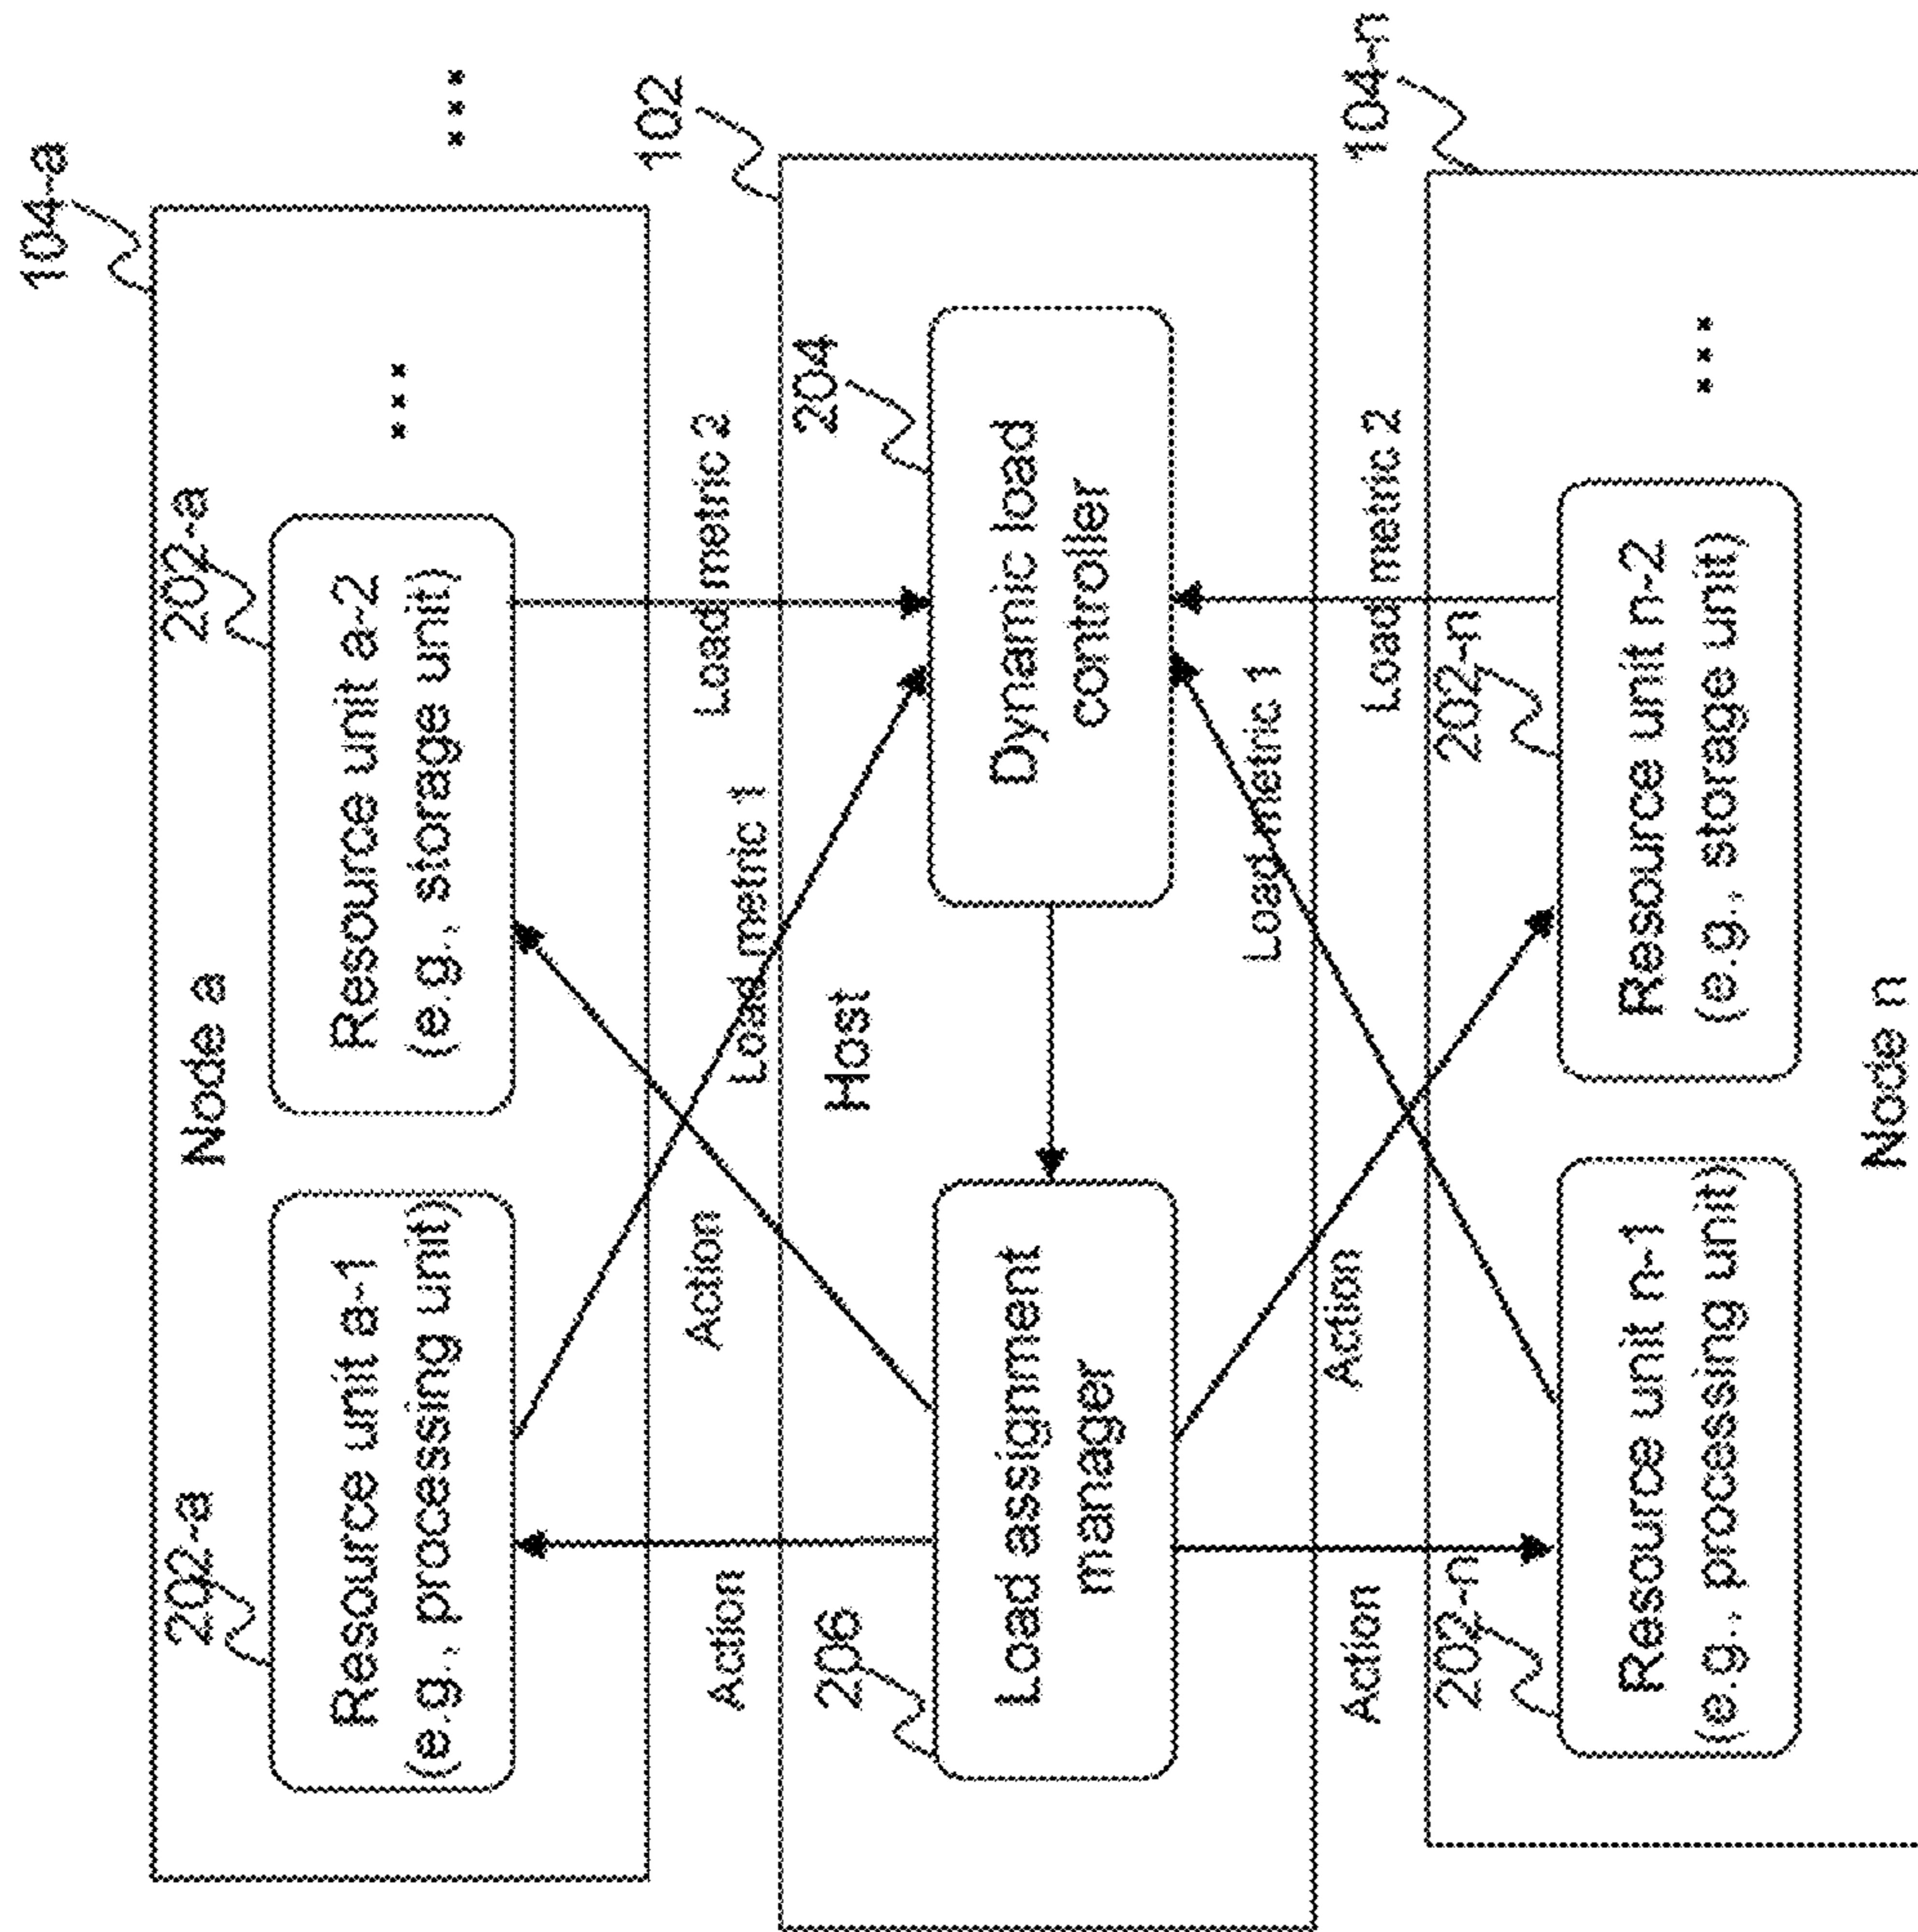 104-a
202-a
202-a
Node a
Resource unit a-1
(e.g., processing unit)
Resource unit a-2
(e.g., storage unit)
...
...
102
Action
Action
Load metric 1
Load metric 2
206
Host
204
Load assignment
manager
Dynamic load
controller
Load metric 1
Action
Action
Load metric 2
104-n
202-n
202-n
Resource unit n-1
(e.g., processing unit)
Resource unit n-2
(e.g., storage unit)
...
Node n